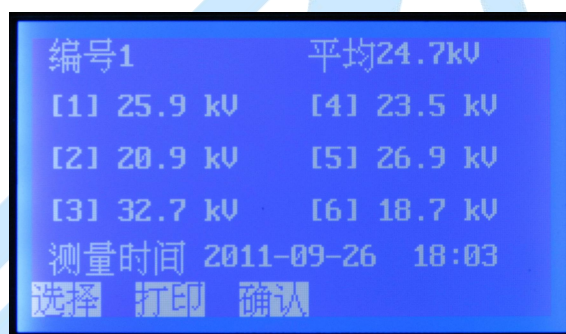 编号1 平均24.7kV
[1] 25.9 kV [4] 23.5 kV
[2] 20.9 kV [5] 26.9 kV
[3] 32.7 kV [6] 18.7 kV
测量时间 2011-09-26 18:03
选择 打印 确认